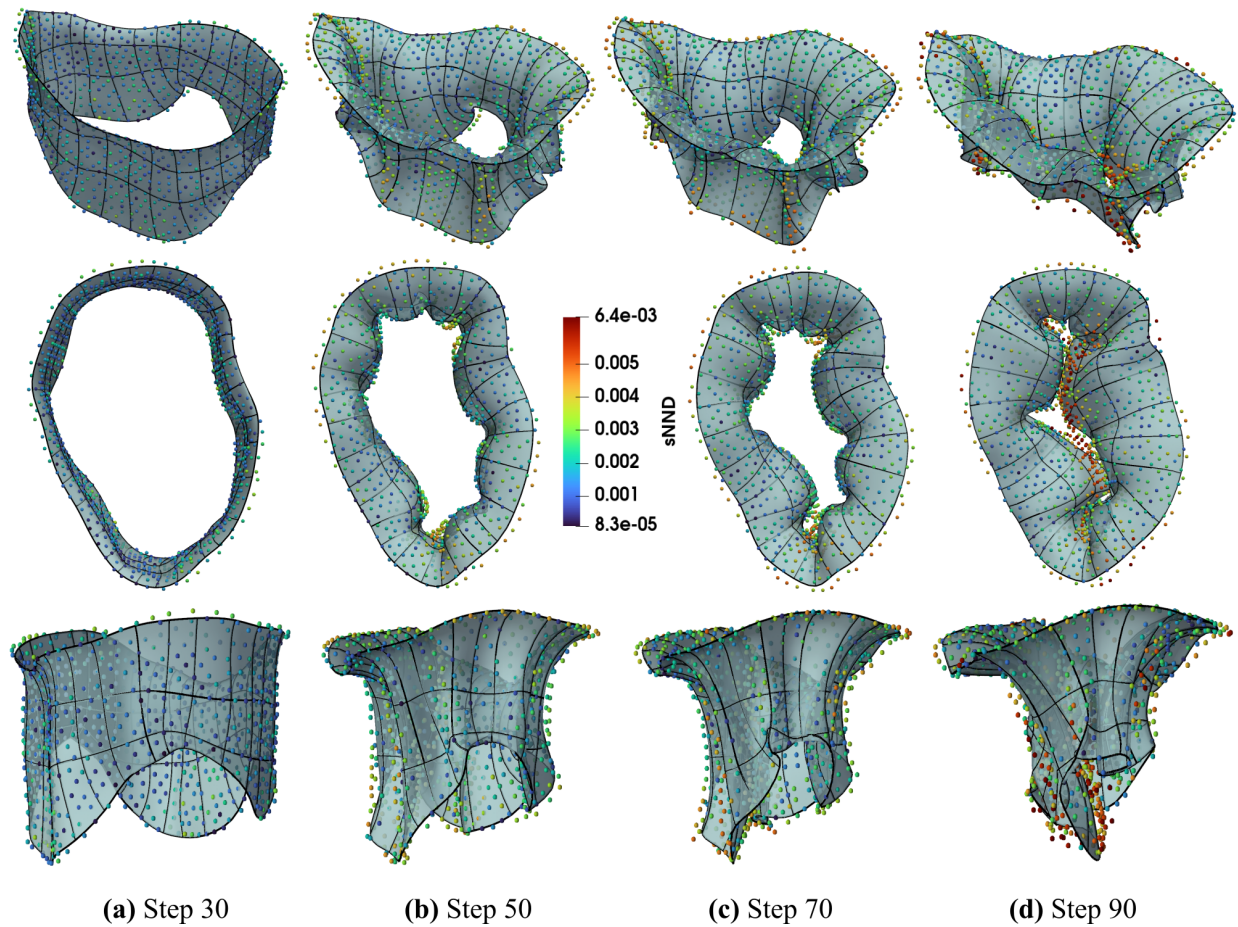 6.4e-03
0.005
0.004
0.003
0.002
0.001
8.3e-05
sNND
(a) Step 30
(b) Step 50
(c) Step 70
(d) Step 90